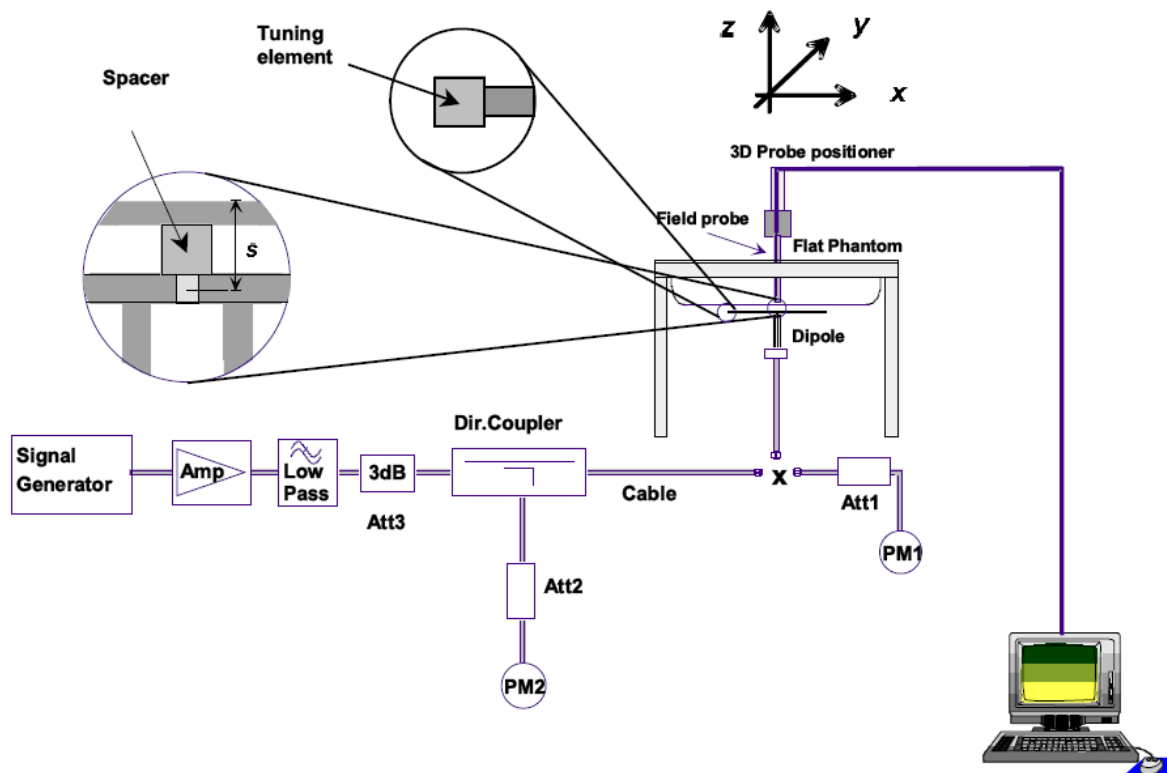 Tuning
element
Spacer
z
y
x
3D Probe positioner
Field probe
Flat Phantom
s
Dipole
Dir.Coupler
Signal
Generator
Amp
Low
Pass
3dB
Att3
Cable
x
Att1
PM1
Att2
PM2